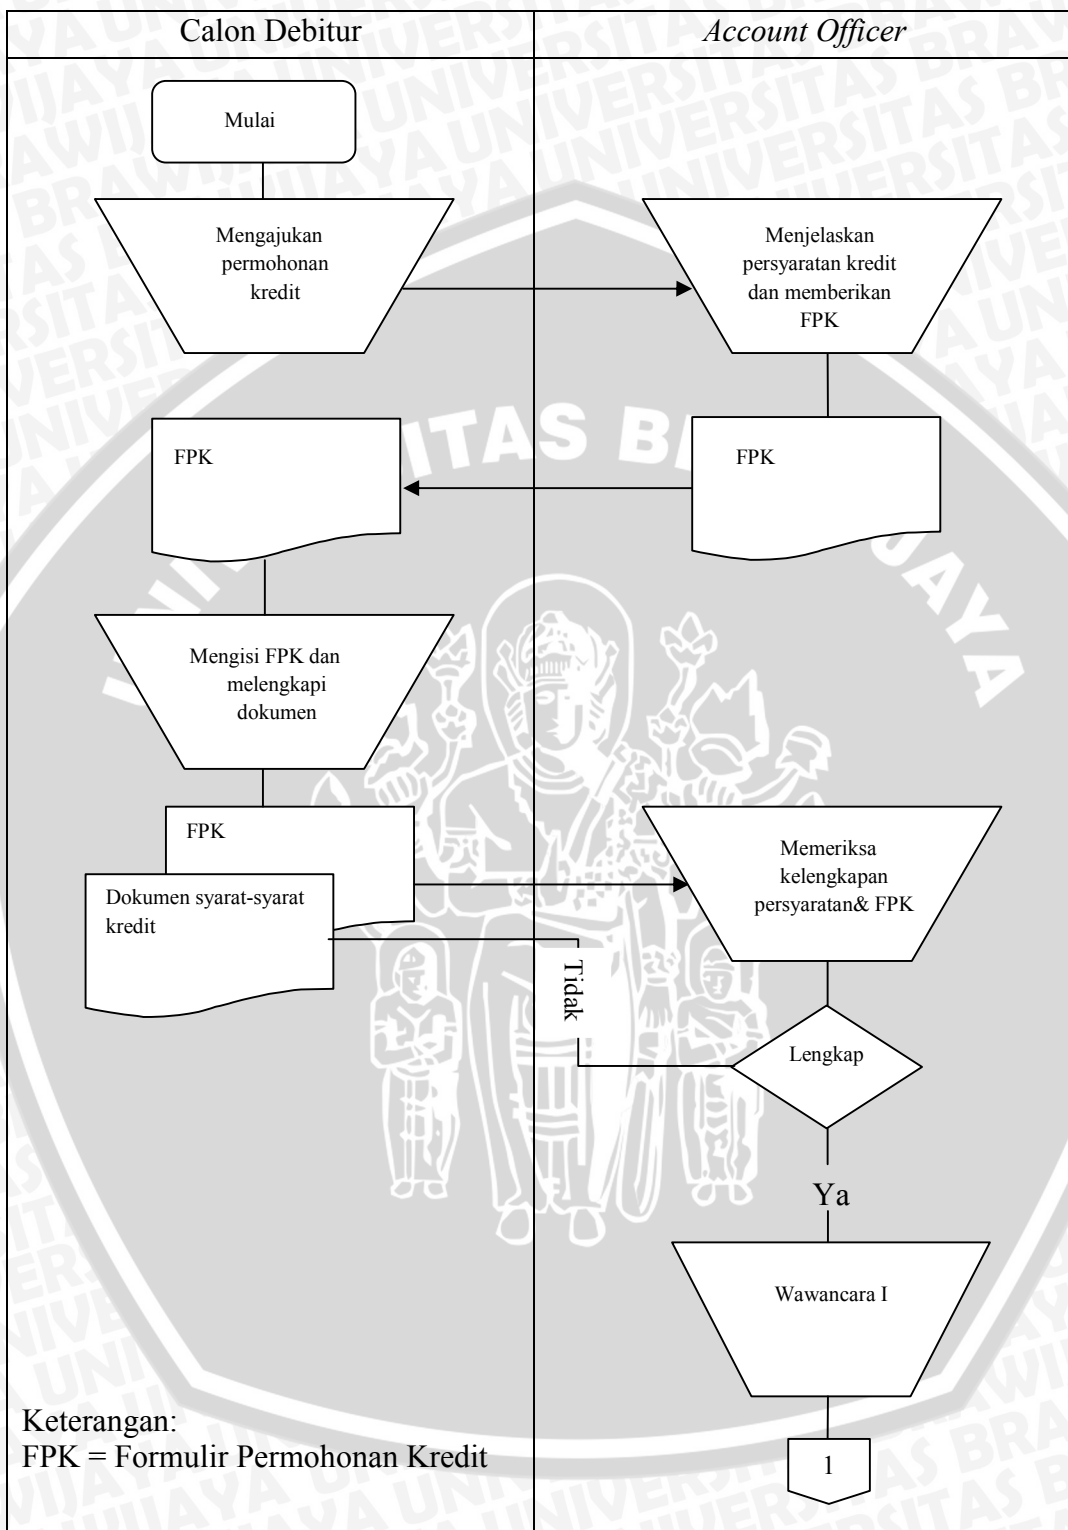 Calon Debitur
Account Officer
Mulai
Mengajukan
permohonan
kredit
Menjelaskan
persyaratan kredit
dan memberikan
FPK
FPK
FPK
Mengisi FPK dan
melengkapi
dokumen
FPK
Dokumen syarat-syarat
kredit
Memeriksa
kelengkapan
persyaratan& FPK
Tidak
Lengkap
Ya
Wawancara I
1
Keterangan:
FPK = Formulir Permohonan Kredit